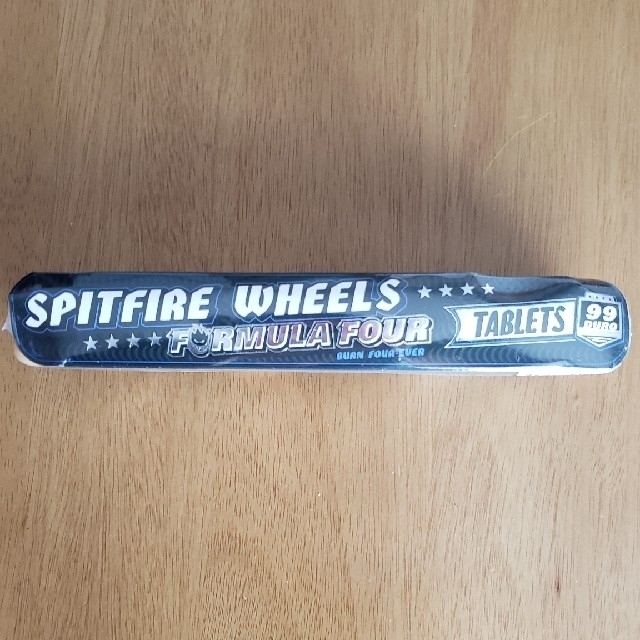 SPITFIRE WHEELS
FORMULA FOUR
BURN FOUR-EVER
TABLETS
99
DURO